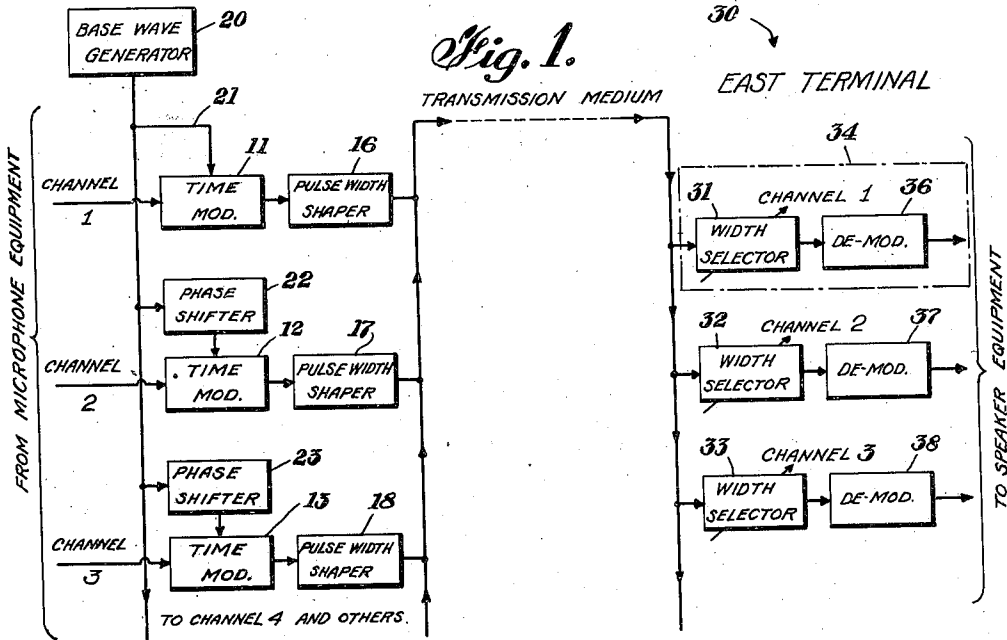 Fig. 1.
BASE WAVE
GENERATOR
20
21
FROM MICROPHONE EQUIPMENT
CHANNEL
1
11
TIME
MOD.
16
PULSE WIDTH
SHAPER
PHASE
SHIFTER
22
CHANNEL
2
12
TIME
MOD.
17
PULSE WIDTH
SHAPER
PHASE
SHIFTER
23
CHANNEL
3
13
TIME
MOD.
18
PULSE WIDTH
SHAPER
TO CHANNEL 4 AND OTHERS.
TRANSMISSION MEDIUM
30
EAST TERMINAL
34
31
CHANNEL 1
WIDTH
SELECTOR
36
DE-MOD.
32
CHANNEL 2
WIDTH
SELECTOR
37
DE-MOD.
33
CHANNEL 3
WIDTH
SELECTOR
38
DE-MOD.
TO SPEAKER EQUIPMENT